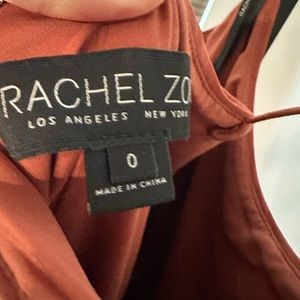 RACHEL ZO
LOS ANGELES NEW YORK
0
MADE IN CHINA